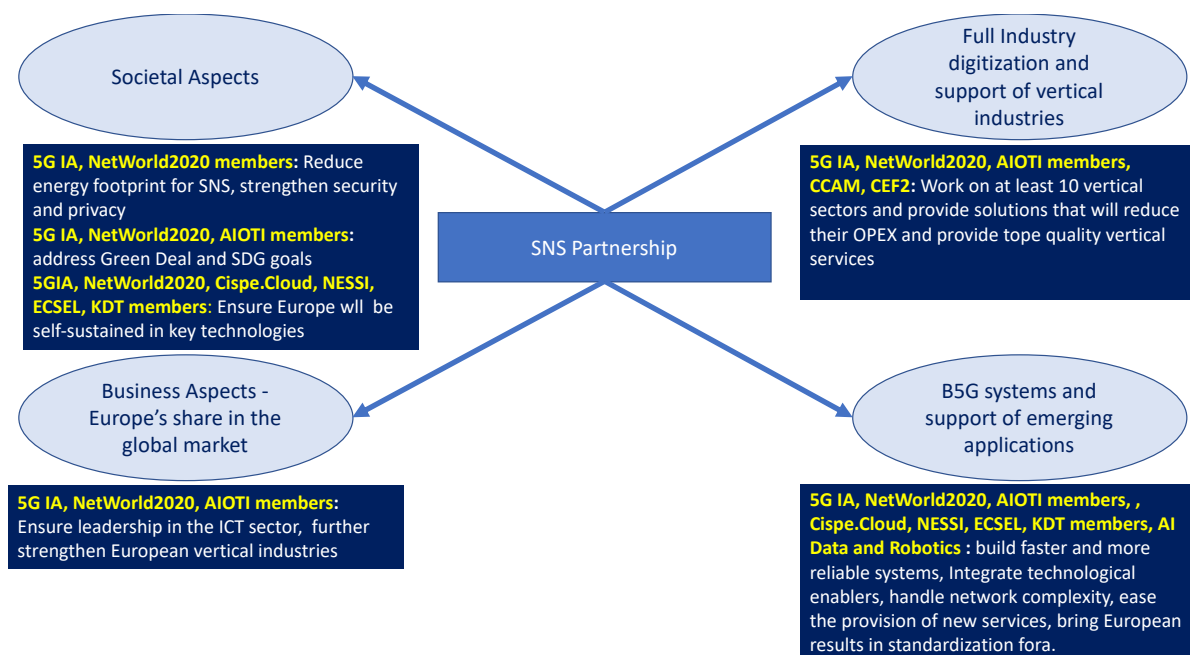 Societal Aspects
5G IA, NetWorld2020 members: Reduce
energy footprint for SNS, strengthen security
and privacy
5G IA, NetWorld2020, AIOTI members:
address Green Deal and SDG goals
5GIA, NetWorld2020, Cispe.Cloud, NESSI,
ECSEL, KDT members: Ensure Europe wll be
self-sustained in key technologies
Full Industry
digitization and
support of vertical
industries
5G IA, NetWorld2020, AIOTI members,
CCAM, CEF2: Work on at least 10 vertical
sectors and provide solutions that will reduce
their OPEX and provide tope quality vertical
services
SNS Partnership
Business Aspects -
Europe’s share in the
global market
5G IA, NetWorld2020, AIOTI members:
Ensure leadership in the ICT sector, further
strengthen European vertical industries
B5G systems and
support of emerging
applications
5G IA, NetWorld2020, AIOTI members, ,
Cispe.Cloud, NESSI, ECSEL, KDT members, AI
Data and Robotics : build faster and more
reliable systems, Integrate technological
enablers, handle network complexity, ease
the provision of new services, bring European
results in standardization fora.